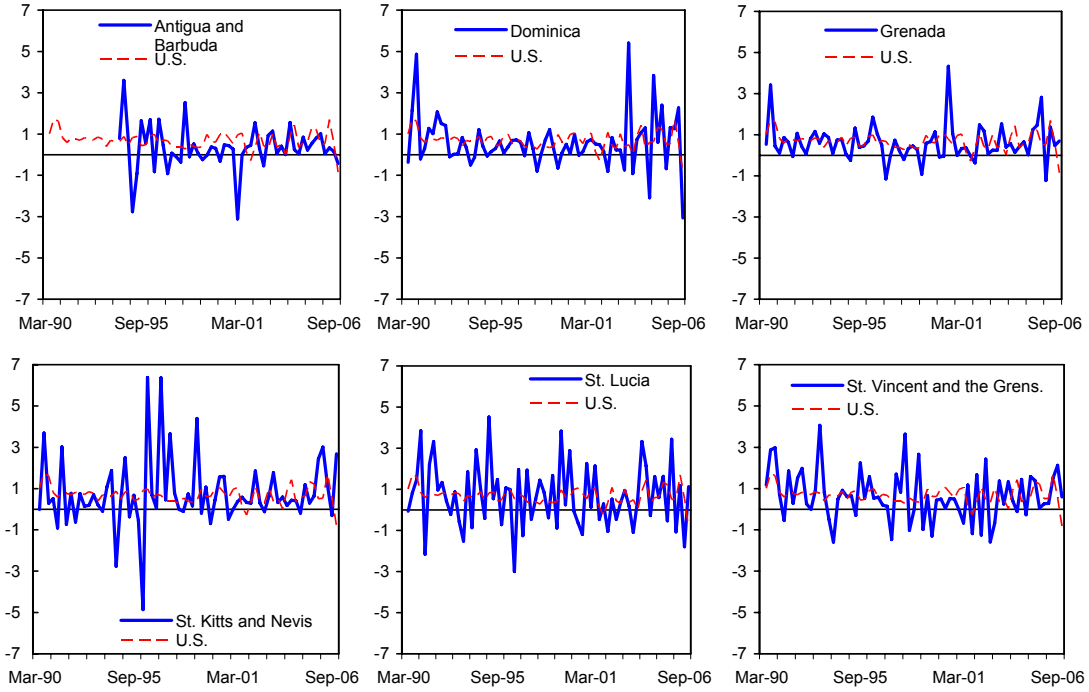 7
5
3
1
-1
-3
-5
-7
Mar-90
Sep-95
Mar-01
Sep-06
Antigua and
Barbuda
U.S.
7
5
3
1
-1
-3
-5
-7
Mar-90
Sep-95
Mar-01
Sep-06
Dominica
U.S.
7
5
3
1
-1
-3
-5
-7
Mar-90
Sep-95
Mar-01
Sep-06
Grenada
U.S.
7
5
3
1
-1
-3
-5
-7
Mar-90
Sep-95
Mar-01
Sep-06
St. Kitts and Nevis
U.S.
7
5
3
1
-1
-3
-5
-7
Mar-90
Sep-95
Mar-01
Sep-06
St. Lucia
U.S.
7
5
3
1
-1
-3
-5
-7
Mar-90
Sep-95
Mar-01
Sep-06
St. Vincent and the Grens.
U.S.